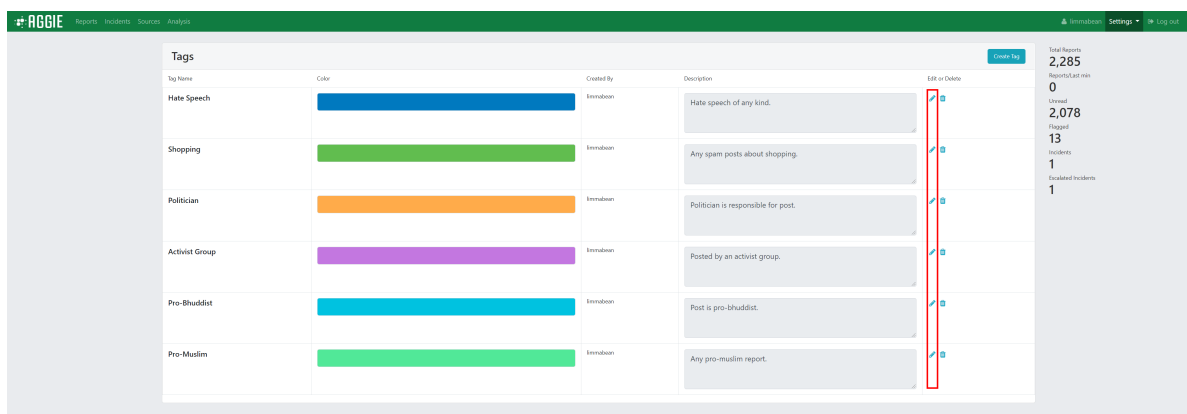 AGGIE Reports Incidents Sources Analysis limmabean Settings Log out
Tags Create Tag
Tag Name Color Created By Description Edit or Delete
Hate Speech limmabean Hate speech of any kind.
Shopping limmabean Any spam posts about shopping.
Politician limmabean Politician is responsible for post.
Activist Group limmabean Posted by an activist group.
Pro-Bhuddist limmabean Post is pro-bhuddist.
Pro-Muslim limmabean Any pro-muslim report.
Total Reports
2,285
Reports/Last min
0
Unread
2,078
Flagged
13
Incidents
1
Escalated Incidents
1